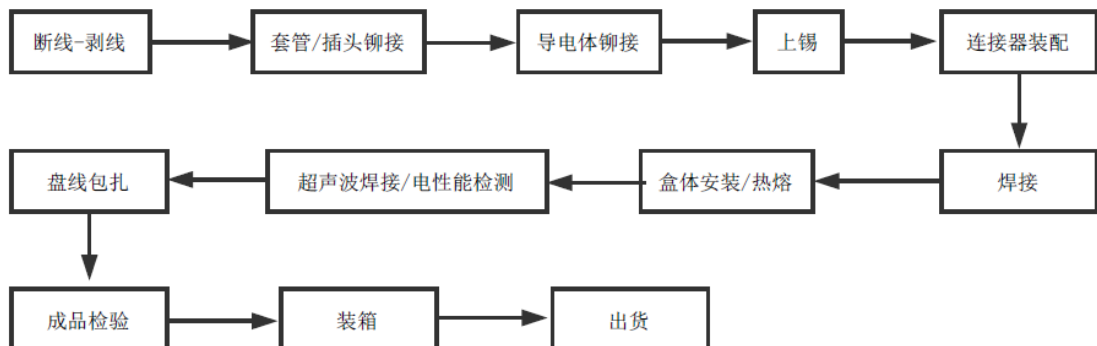 断线-剥线
套管/插头铆接
导电体铆接
上锡
连接器装配
焊接
盒体安装/热熔
超声波焊接/电性能检测
盘线包扎
成品检验
装箱
出货